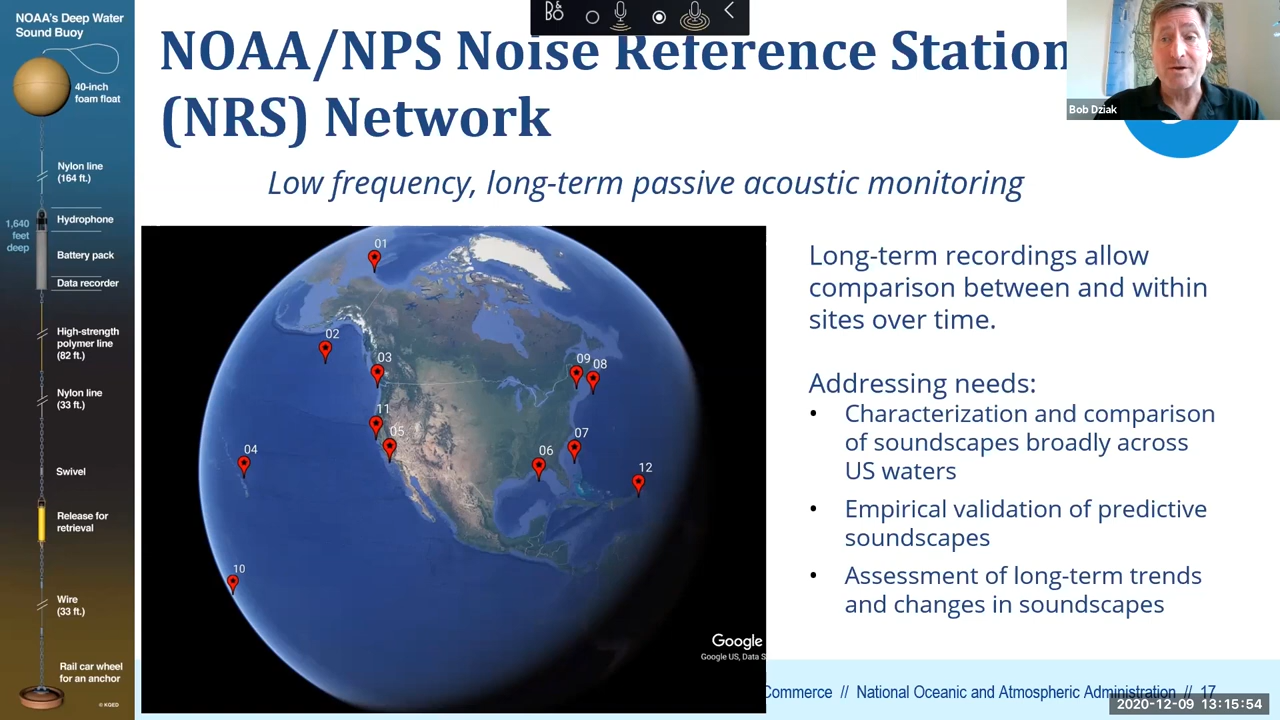 NOAA's Deep Water
Sound Buoy
40-inch
foam float
Nylon line
(164 ft.)
1,640
feet
deep
Hydrophone
Battery pack
Data recorder
High-strength
polymer line
(82 ft.)
Nylon line
(33 ft.)
Swivel
Release for
retrieval
Wire
(33 ft.)
Rail car wheel
for an anchor
© KQED
NOAA/NPS Noise Reference Station
(NRS) Network
Bob Dziak
Low frequency, long-term passive acoustic monitoring
01
02
03
09
08
11
05
04
06
07
12
10
Google
Google US, Data S
Long-term recordings allow
comparison between and within
sites over time.
Addressing needs:
• Characterization and comparison
of soundscapes broadly across
US waters
• Empirical validation of predictive
soundscapes
• Assessment of long-term trends
and changes in soundscapes
Commerce // National Oceanic and Atmospheric Administration // 17
2020-12-09 13:15:54